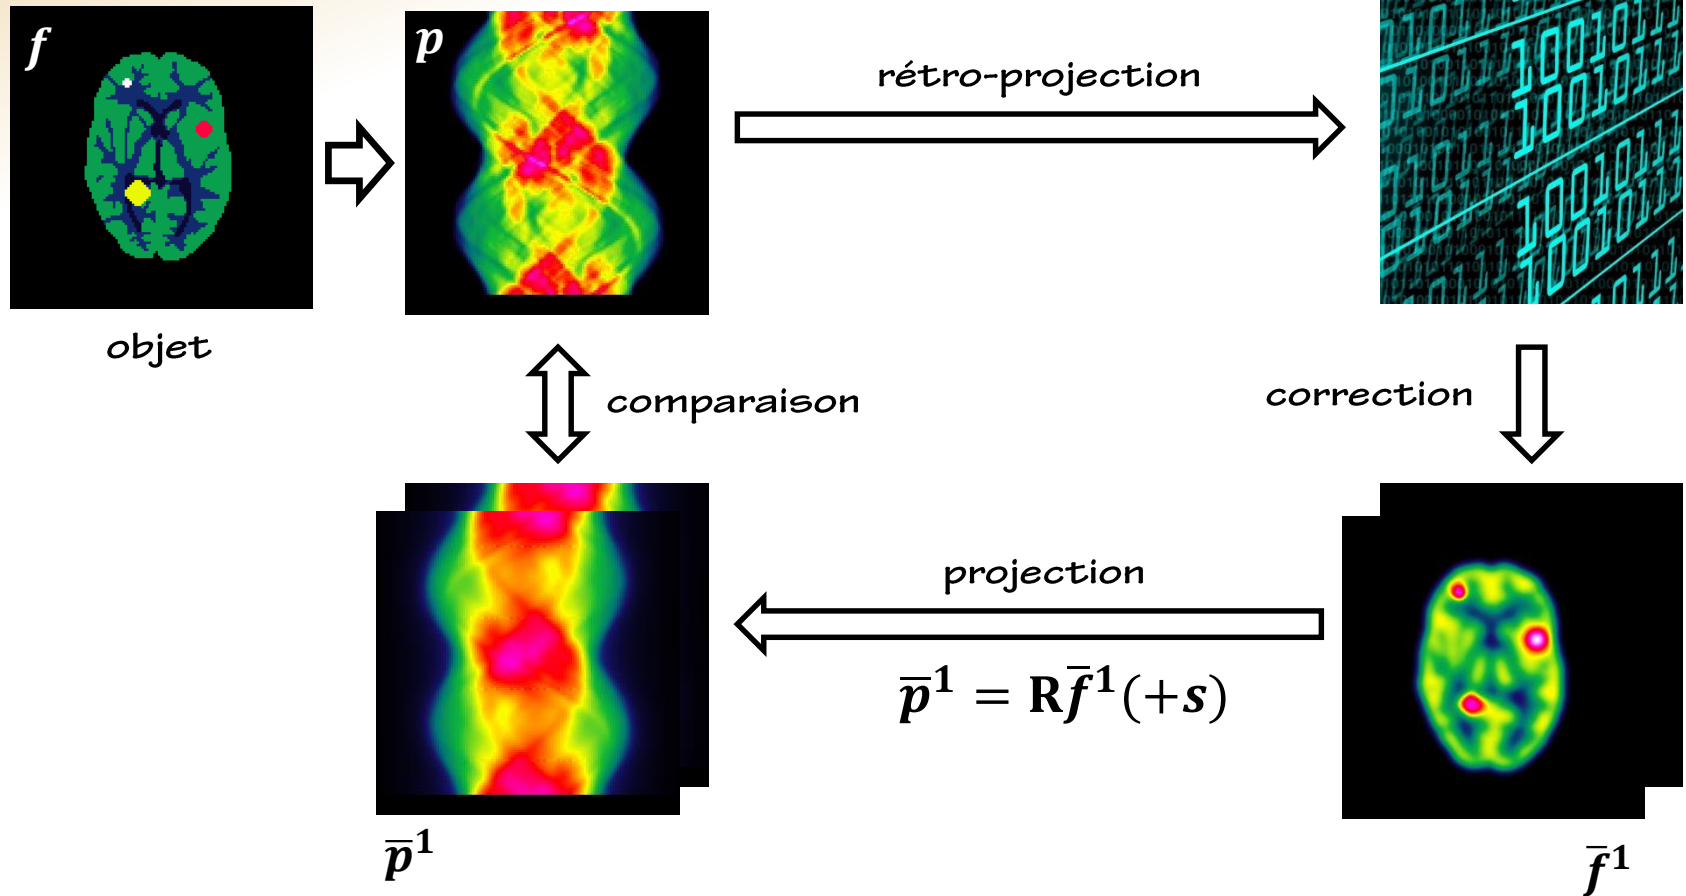 f
p
rétro-projection
objet
comparaison
correction
projection
p̅¹ = Rf̅¹(+s)
p̅¹
f̅¹